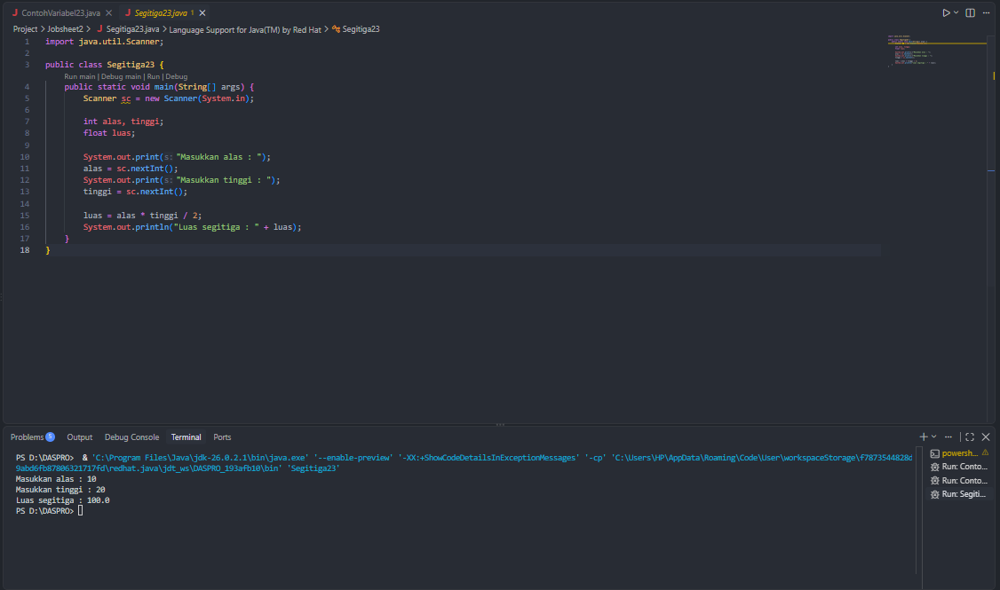 ContohVariabel23.java
Segitiga23.java 1
Project > Jobsheet2 > Segitiga23.java > Language Support for Java(TM) by Red Hat > Segitiga23
1 import java.util.Scanner;
2
3 public class Segitiga23 {
Run main | Debug main | Run | Debug
4 public static void main(String[] args) {
5 Scanner sc = new Scanner(System.in);
6
7 int alas, tinggi;
8 float luas;
9
10 System.out.print(s: "Masukkan alas : ");
11 alas = sc.nextInt();
12 System.out.print(s: "Masukkan tinggi : ");
13 tinggi = sc.nextInt();
14
15 luas = alas * tinggi / 2;
16 System.out.println("Luas segitiga : " + luas);
17 }
18 }
Problems 5 Output Debug Console Terminal Ports
PS D:\DASPRO> & 'C:\Program Files\Java\jdk-26.0.2.1\bin\java.exe' '--enable-preview' '-XX:+ShowCodeDetailsInExceptionMessages' '-cp' 'C:\Users\HP\AppData\Roaming\Code\User\workspaceStorage\f7873544828d
9abd6fb87806321717fd\redhat.java\jdt_ws\DASPRO_193afb10\bin' 'Segitiga23'
Masukkan alas : 10
Masukkan tinggi : 20
Luas segitiga : 100.0
PS D:\DASPRO>
powersh...
Run: Conto...
Run: Conto...
Run: Segiti...